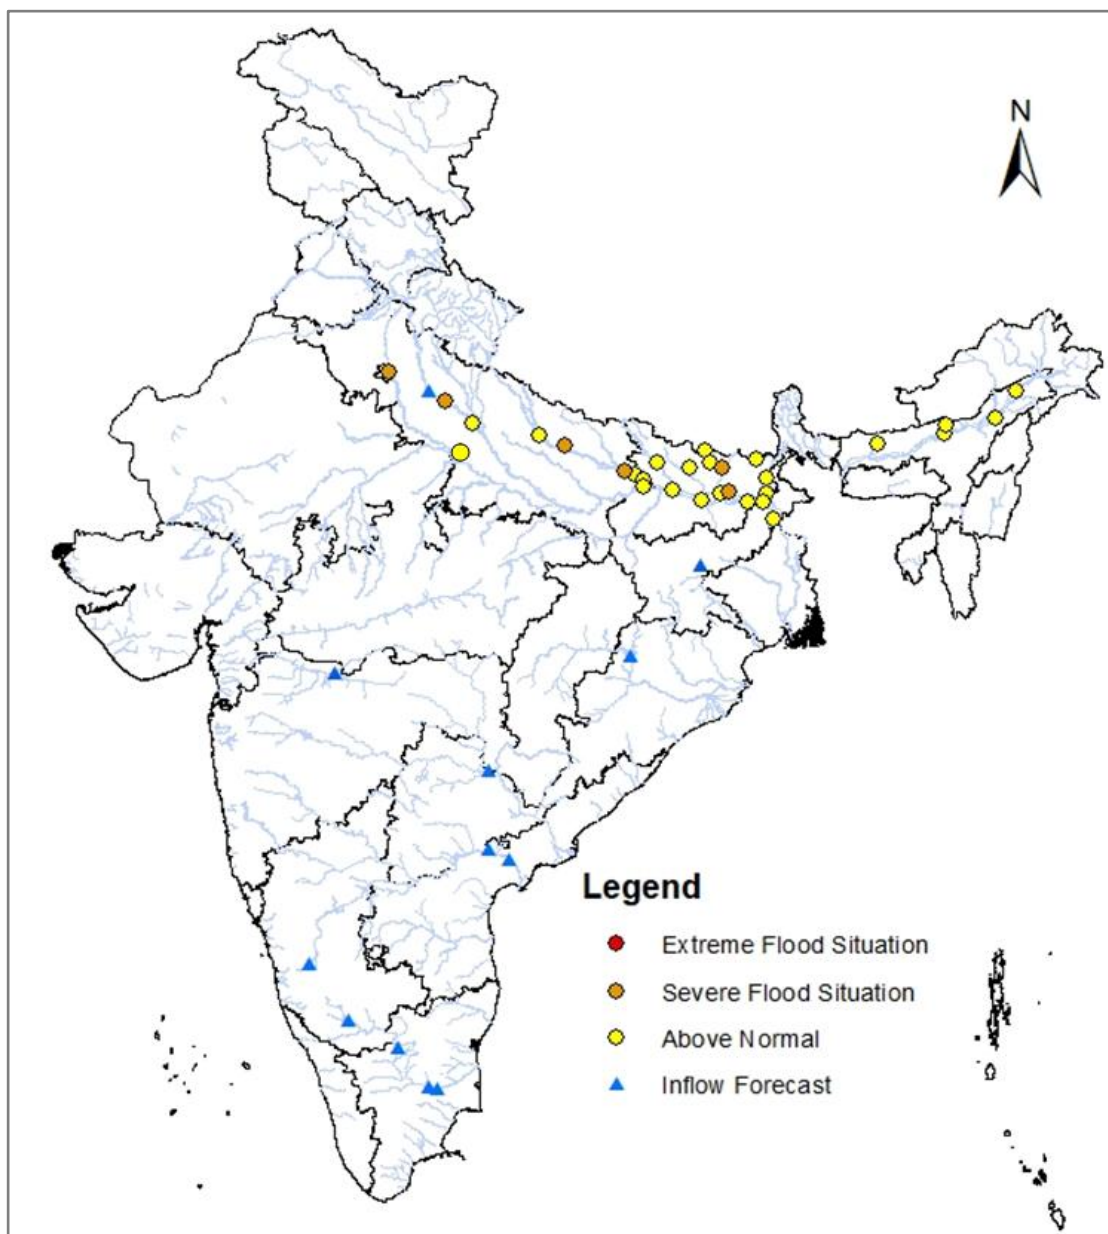 N
Legend
Extreme Flood Situation
Severe Flood Situation
Above Normal
Inflow Forecast